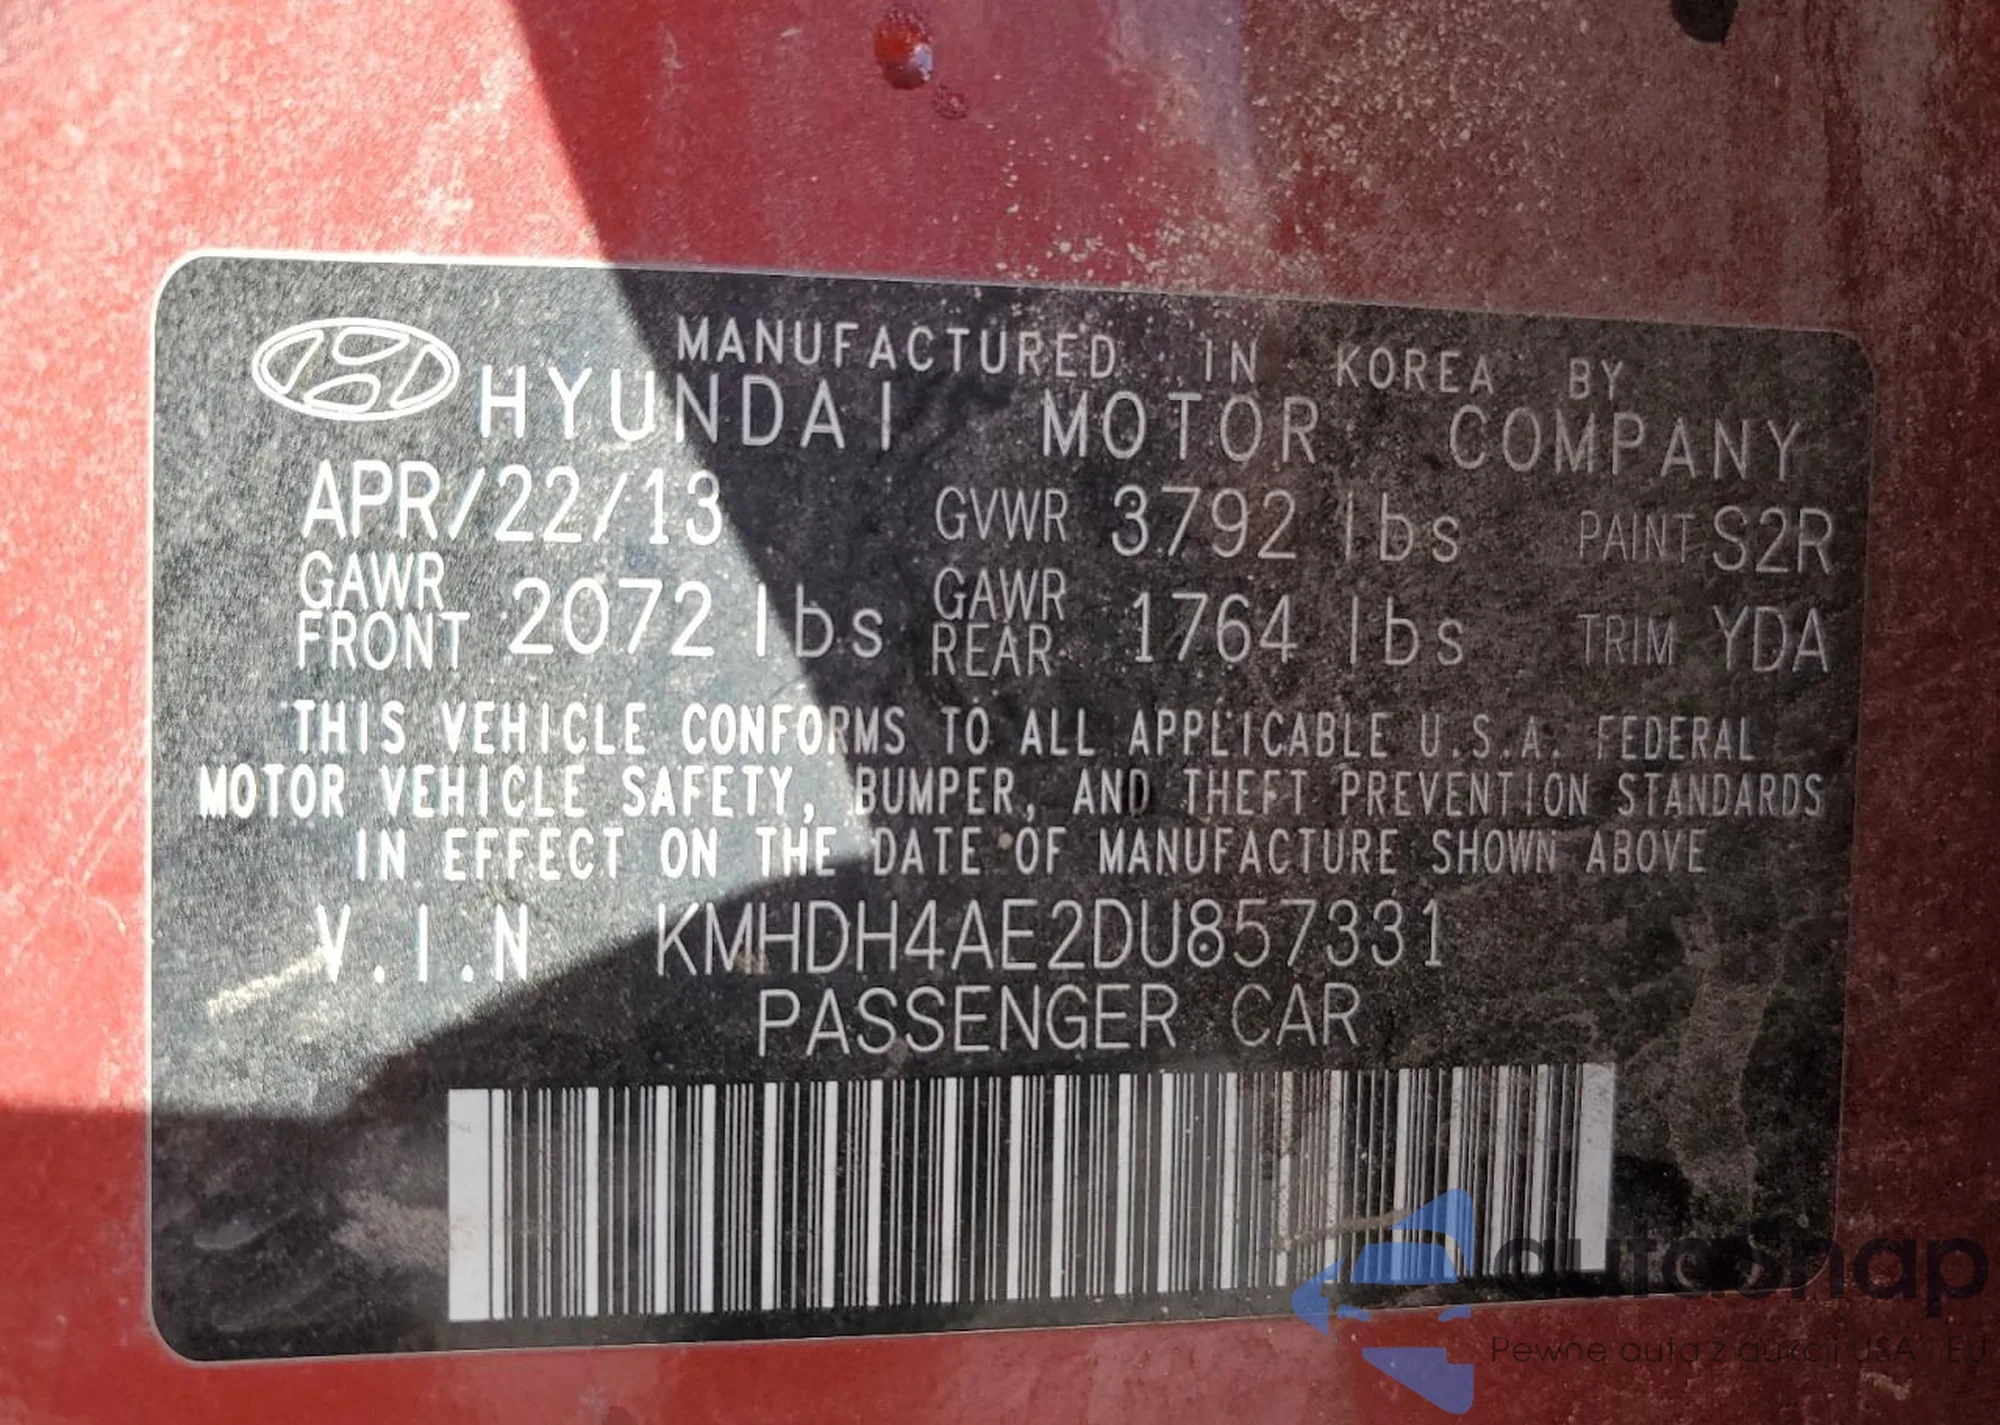 MANUFACTURED IN KOREA BY
HYUNDAI MOTOR COMPANY
APR/22/13 GVWR 3792 lbs PAINT S2R
GAWR FRONT 2072 lbs GAWR REAR 1764 lbs TRIM YDA
THIS VEHICLE CONFORMS TO ALL APPLICABLE U.S.A. FEDERAL
MOTOR VEHICLE SAFETY, BUMPER, AND THEFT PREVENTION STANDARDS
IN EFFECT ON THE DATE OF MANUFACTURE SHOWN ABOVE
V.I.N KMHDH4AE2DU857331
PASSENGER CAR
autosnap
Pewne auta z aukcji USA i EU